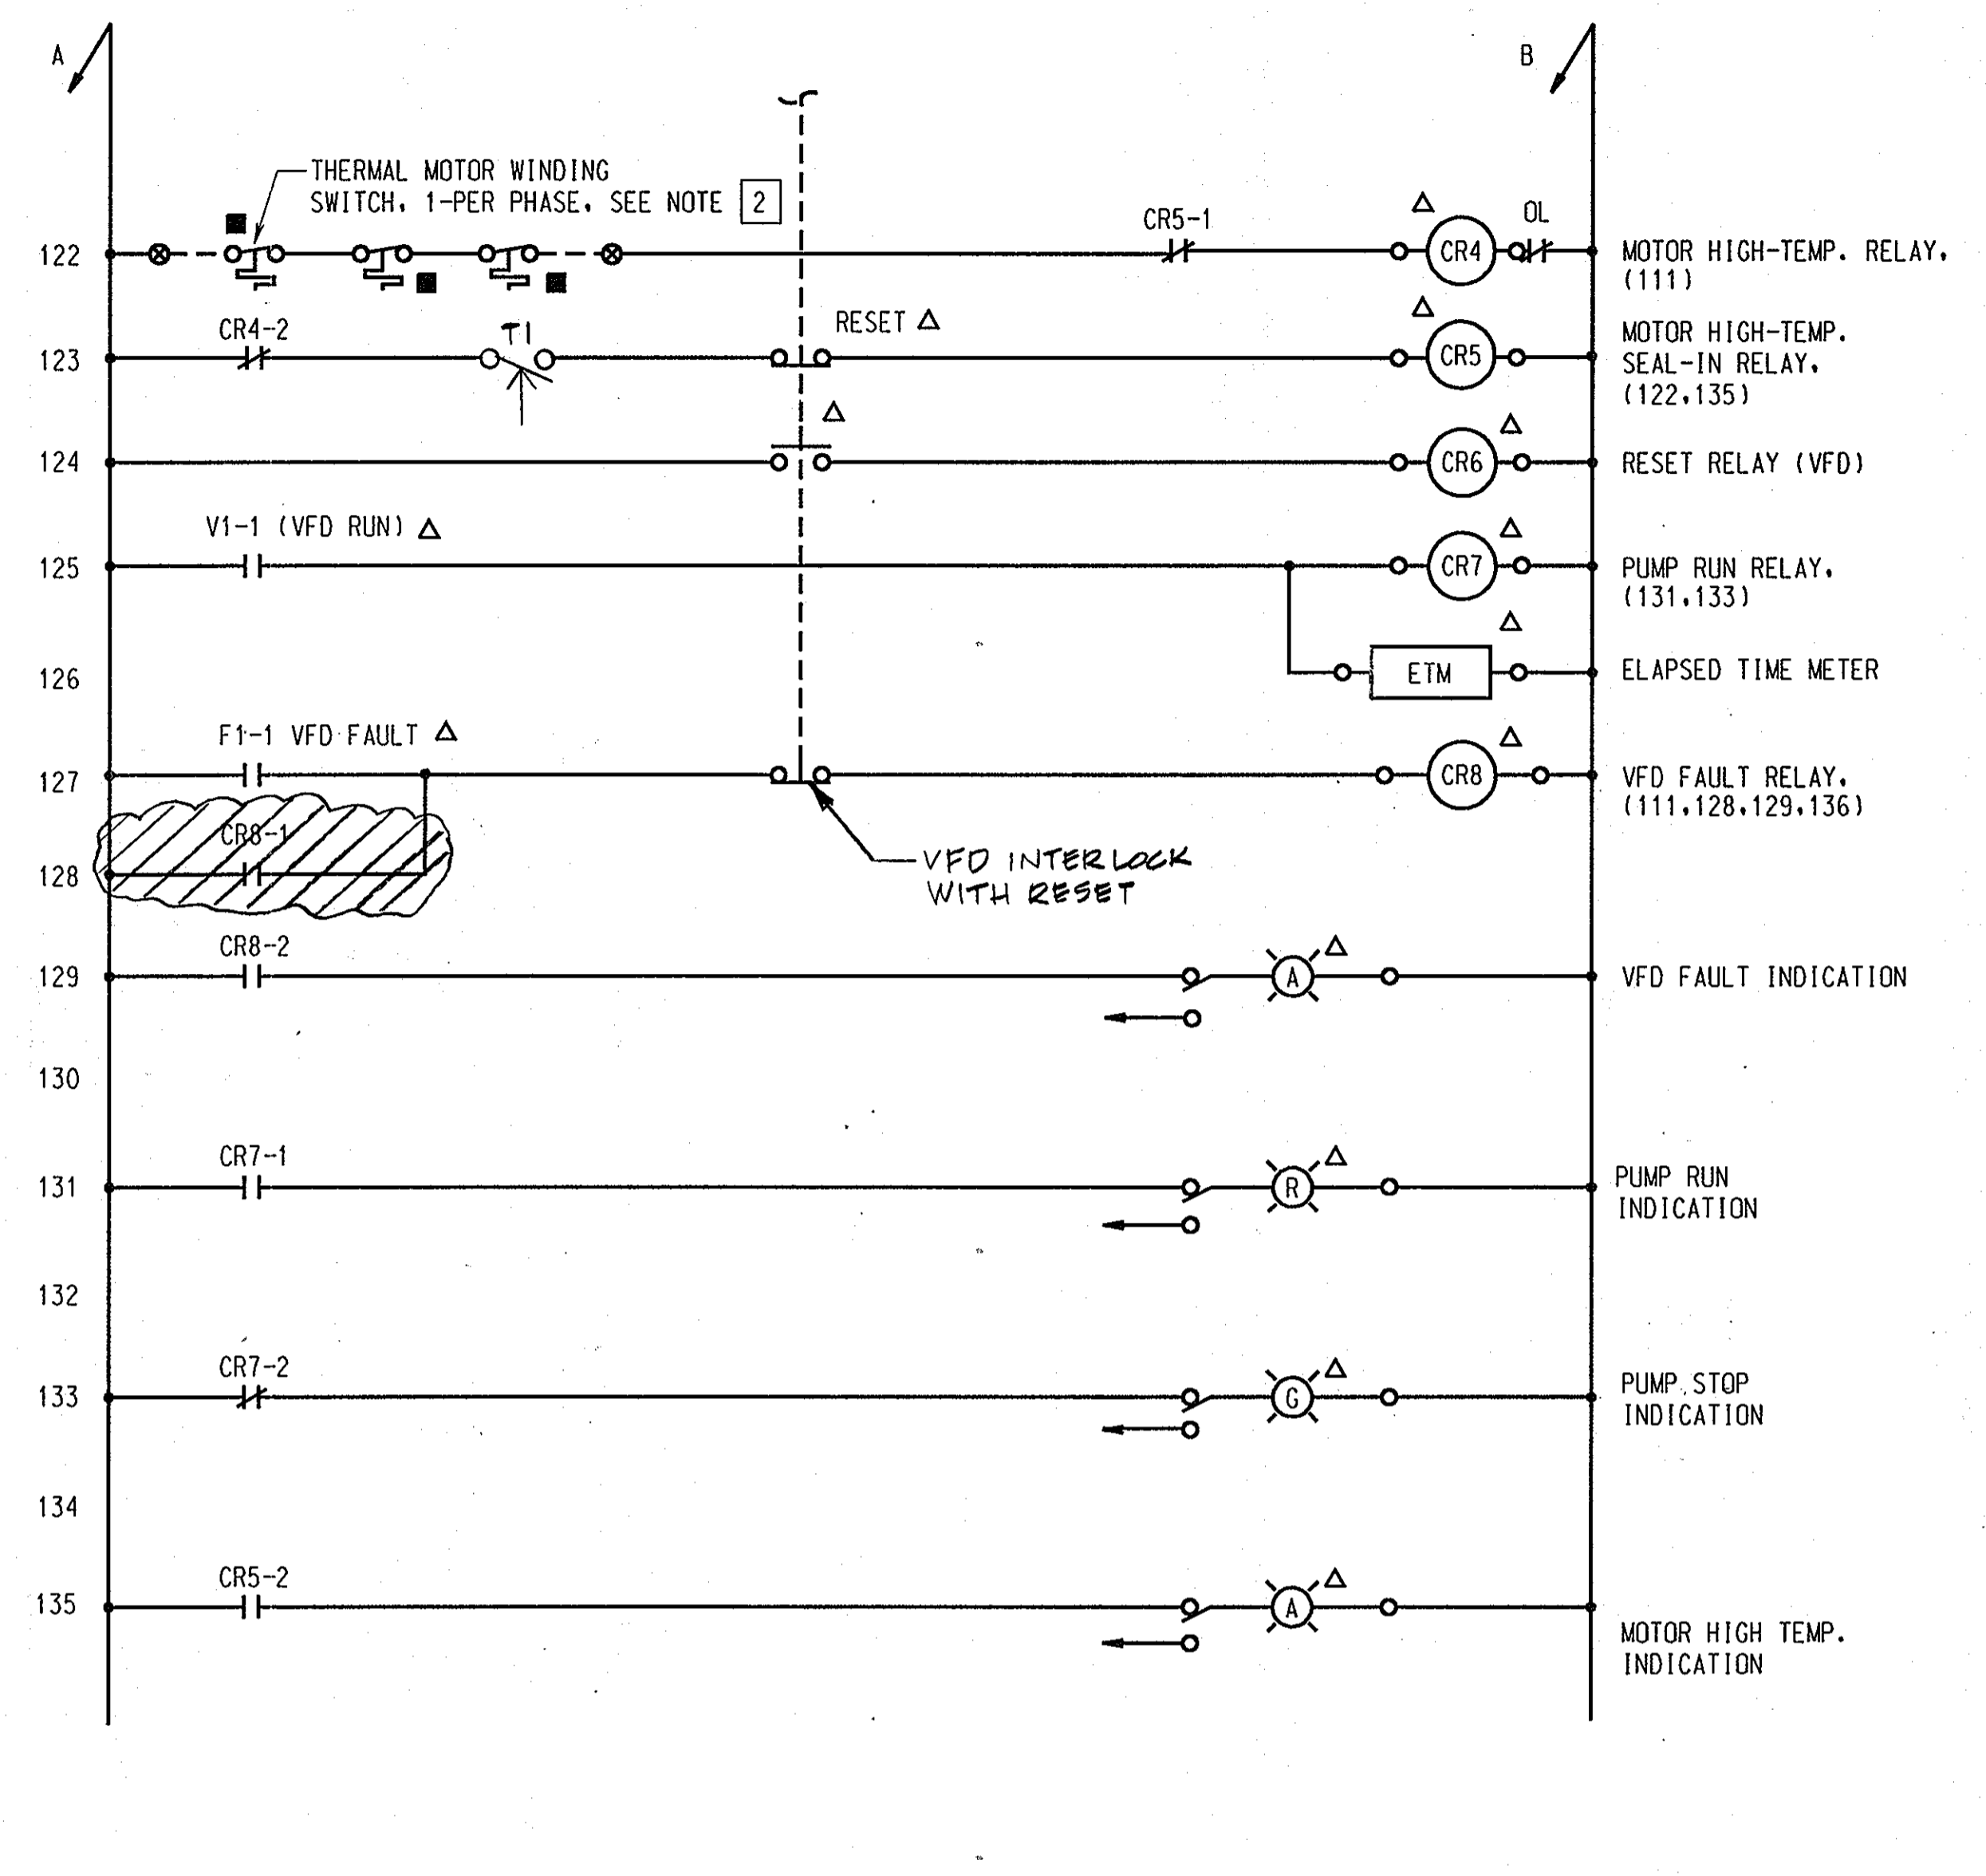 A
B
THERMAL MOTOR WINDING
SWITCH, 1-PER PHASE, SEE NOTE 2
122
CR5-1
CR4
OL
MOTOR HIGH-TEMP. RELAY,
(111)
123
CR4-2
T1
RESET
CR5
MOTOR HIGH-TEMP.
SEAL-IN RELAY,
(122,135)
124
CR6
RESET RELAY (VFD)
V1-1 (VFD RUN)
125
CR7
PUMP RUN RELAY,
(131,133)
126
ETM
ELAPSED TIME METER
F1-1 VFD FAULT
127
CR8
VFD FAULT RELAY,
(111,128,129,136)
CR8-1
128
VFD INTERLOCK
WITH RESET
CR8-2
129
A
VFD FAULT INDICATION
130
CR7-1
131
R
PUMP RUN
INDICATION
132
CR7-2
133
G
PUMP STOP
INDICATION
134
CR5-2
135
A
MOTOR HIGH TEMP.
INDICATION